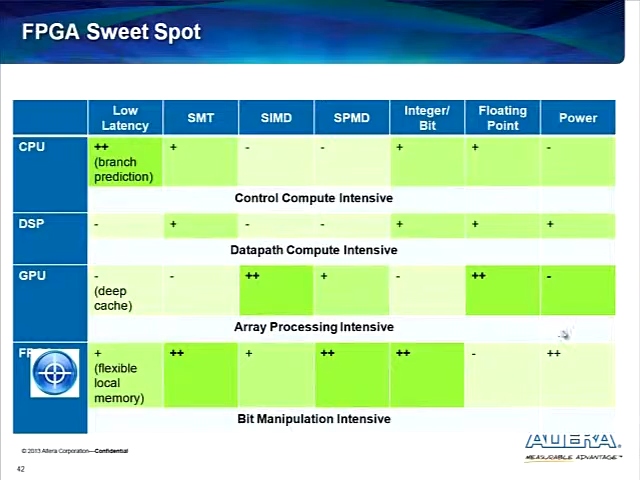 FPGA Sweet Spot
Low Latency SMT SIMD SPMD Integer/ Bit Floating Point Power
CPU ++ (branch prediction) + - - + + -
Control Compute Intensive
DSP - + - - + + +
Datapath Compute Intensive
GPU - (deep cache) - ++ + - ++ -
Array Processing Intensive
+ (flexible local memory) ++ + ++ ++ - ++
Bit Manipulation Intensive
© 2013 Altera Corporation—Confidential
ALTERA®
MEASURABLE ADVANTAGE™
42